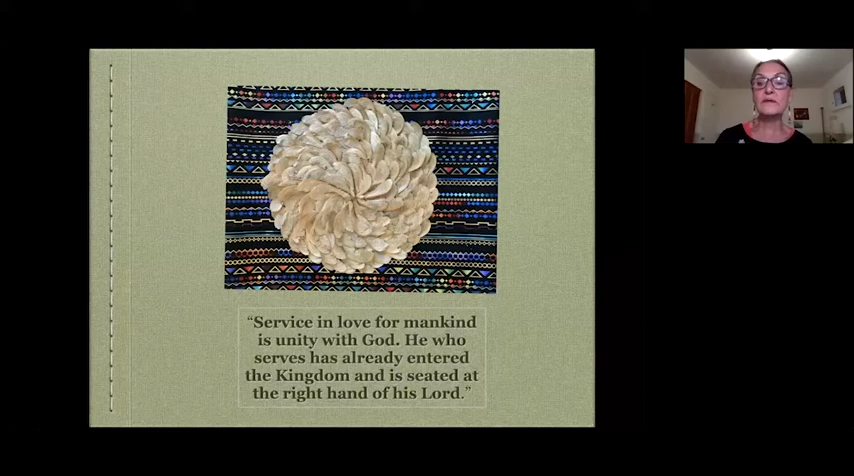 “Service in love for mankind
is unity with God. He who
serves has already entered
the Kingdom and is seated at
the right hand of his Lord.”